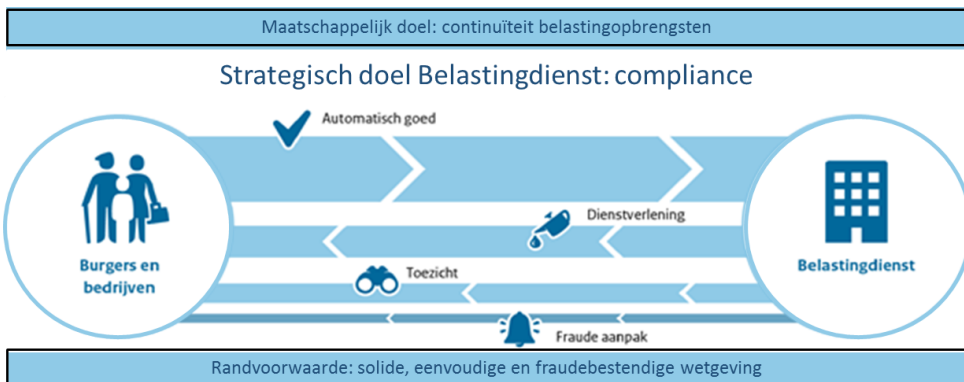 Maatschappelijk doel: continuïteit belastingopbrengsten
Strategisch doel Belastingdienst: compliance
Automatisch goed
Dienstverlening
Toezicht
Burgers en
bedrijven
Belastingdienst
Fraude aanpak
Randvoorwaarde: solide, eenvoudige en fraudebestendige wetgeving